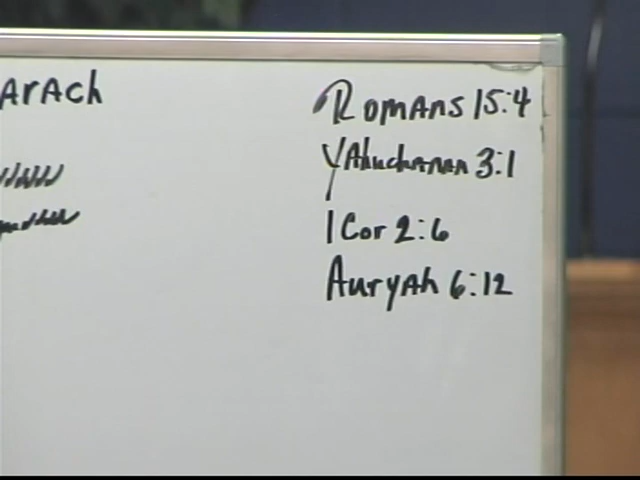 ARACH
Romans 15:4
YAhuchanan 3:1
1 Cor 2:6
AuryAh 6:12